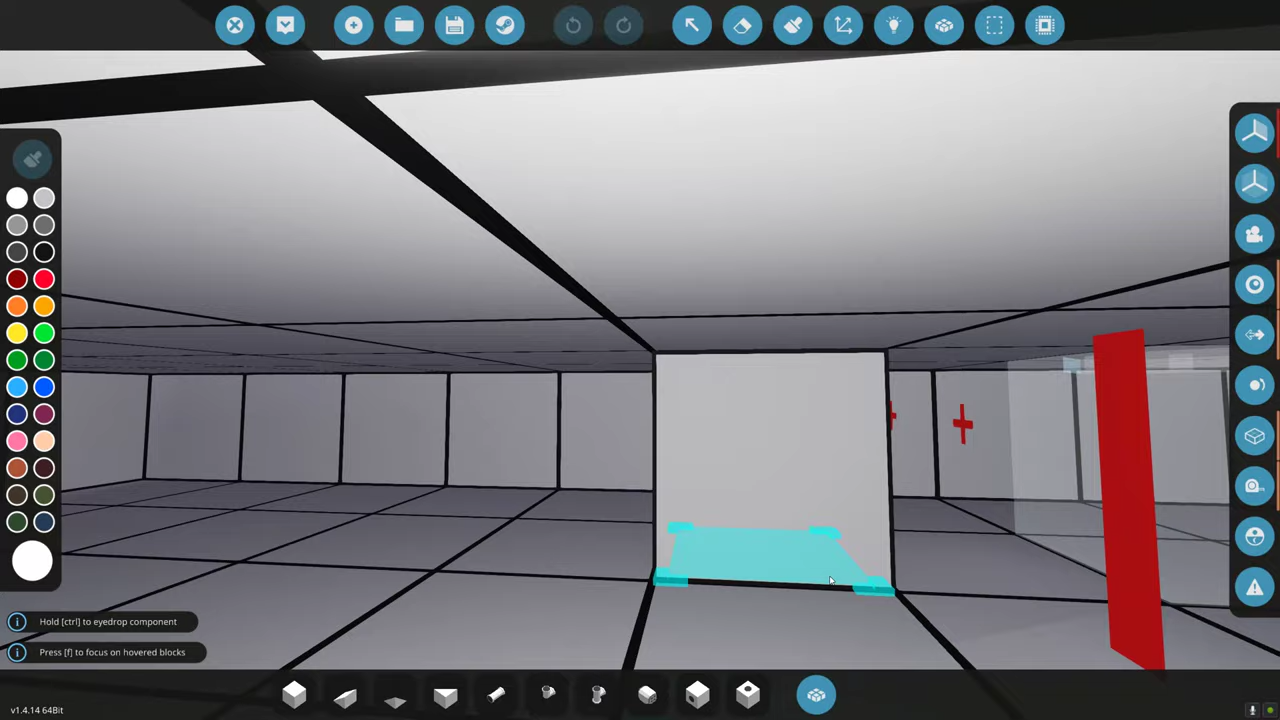 Hold [ctrl] to eyedrop component
Press [f] to focus on hovered blocks
v1.4.14 64Bit